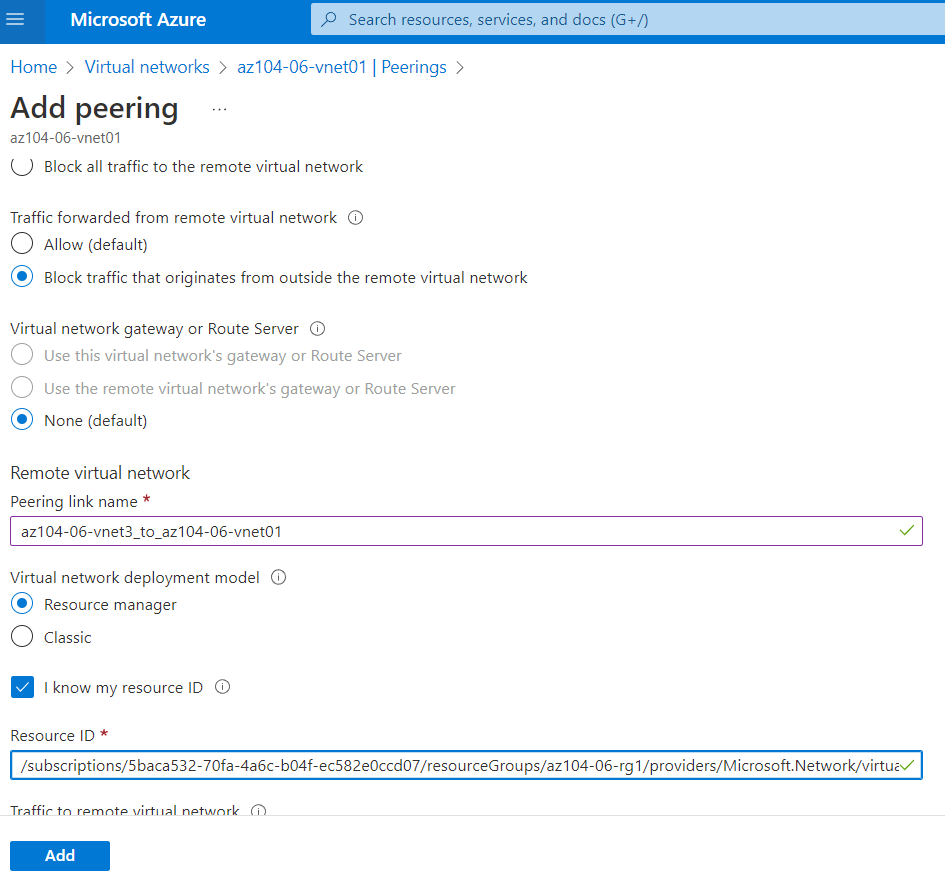 Microsoft Azure
Search resources, services, and docs (G+/)
Home > Virtual networks > az104-06-vnet01 | Peerings >
Add peering ...
az104-06-vnet01
Block all traffic to the remote virtual network
Traffic forwarded from remote virtual network
Allow (default)
Block traffic that originates from outside the remote virtual network
Virtual network gateway or Route Server
Use this virtual network's gateway or Route Server
Use the remote virtual network's gateway or Route Server
None (default)
Remote virtual network
Peering link name *
az104-06-vnet3_to_az104-06-vnet01
Virtual network deployment model
Resource manager
Classic
I know my resource ID
Resource ID *
/subscriptions/5baca532-70fa-4a6c-b04f-ec582e0ccd07/resourceGroups/az104-06-rg1/providers/Microsoft.Network/virtua
Traffic to remote virtual network
Add